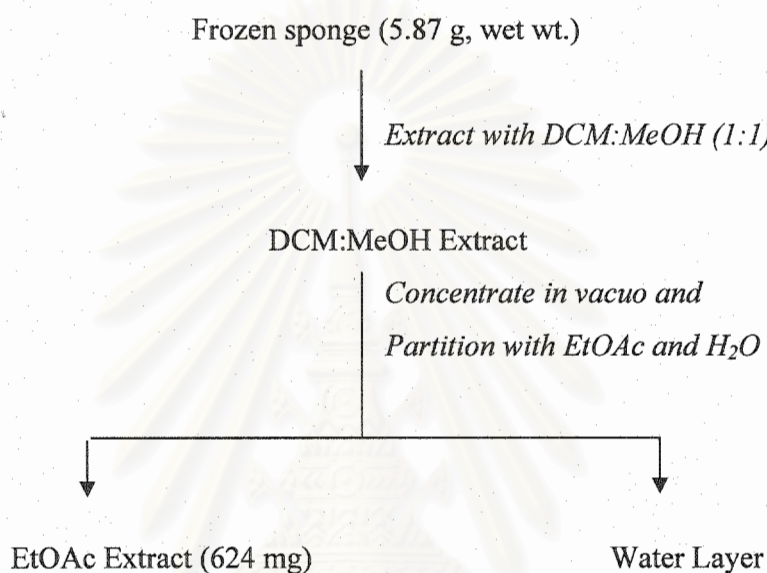 Frozen sponge (5.87 g, wet wt.)
Extract with DCM:MeOH (1:1)
DCM:MeOH Extract
Concentrate in vacuo and
Partition with EtOAc and H₂O
EtOAc Extract (624 mg)
Water Layer